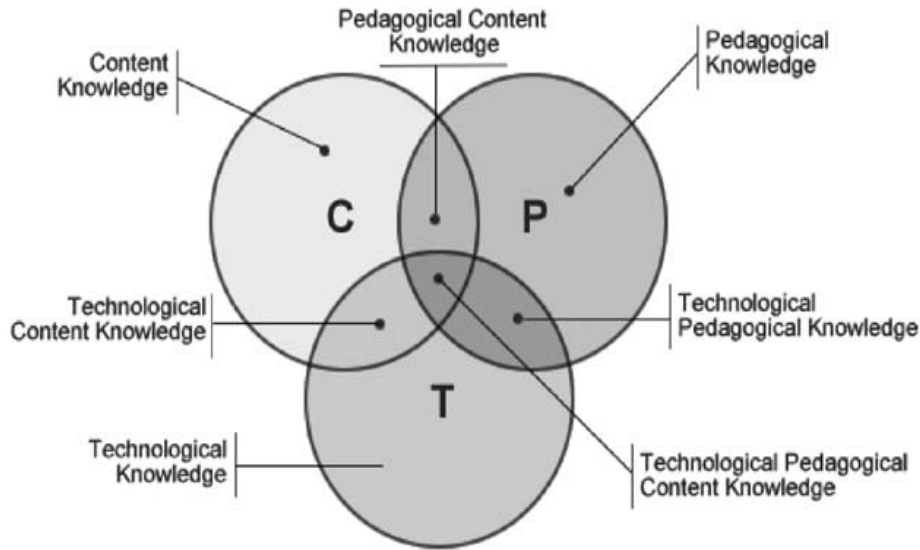 Pedagogical Content
Knowledge
Pedagogical
Knowledge
Content
Knowledge
C
P
Technological
Content Knowledge
Technological
Pedagogical Knowledge
T
Technological
Knowledge
Technological Pedagogical
Content Knowledge